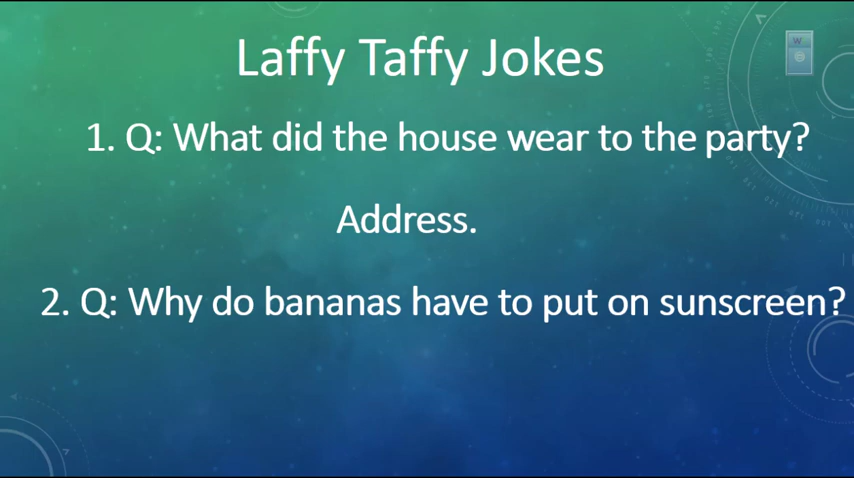 Laffy Taffy Jokes
1. Q: What did the house wear to the party?
Address.
2. Q: Why do bananas have to put on sunscreen?
W